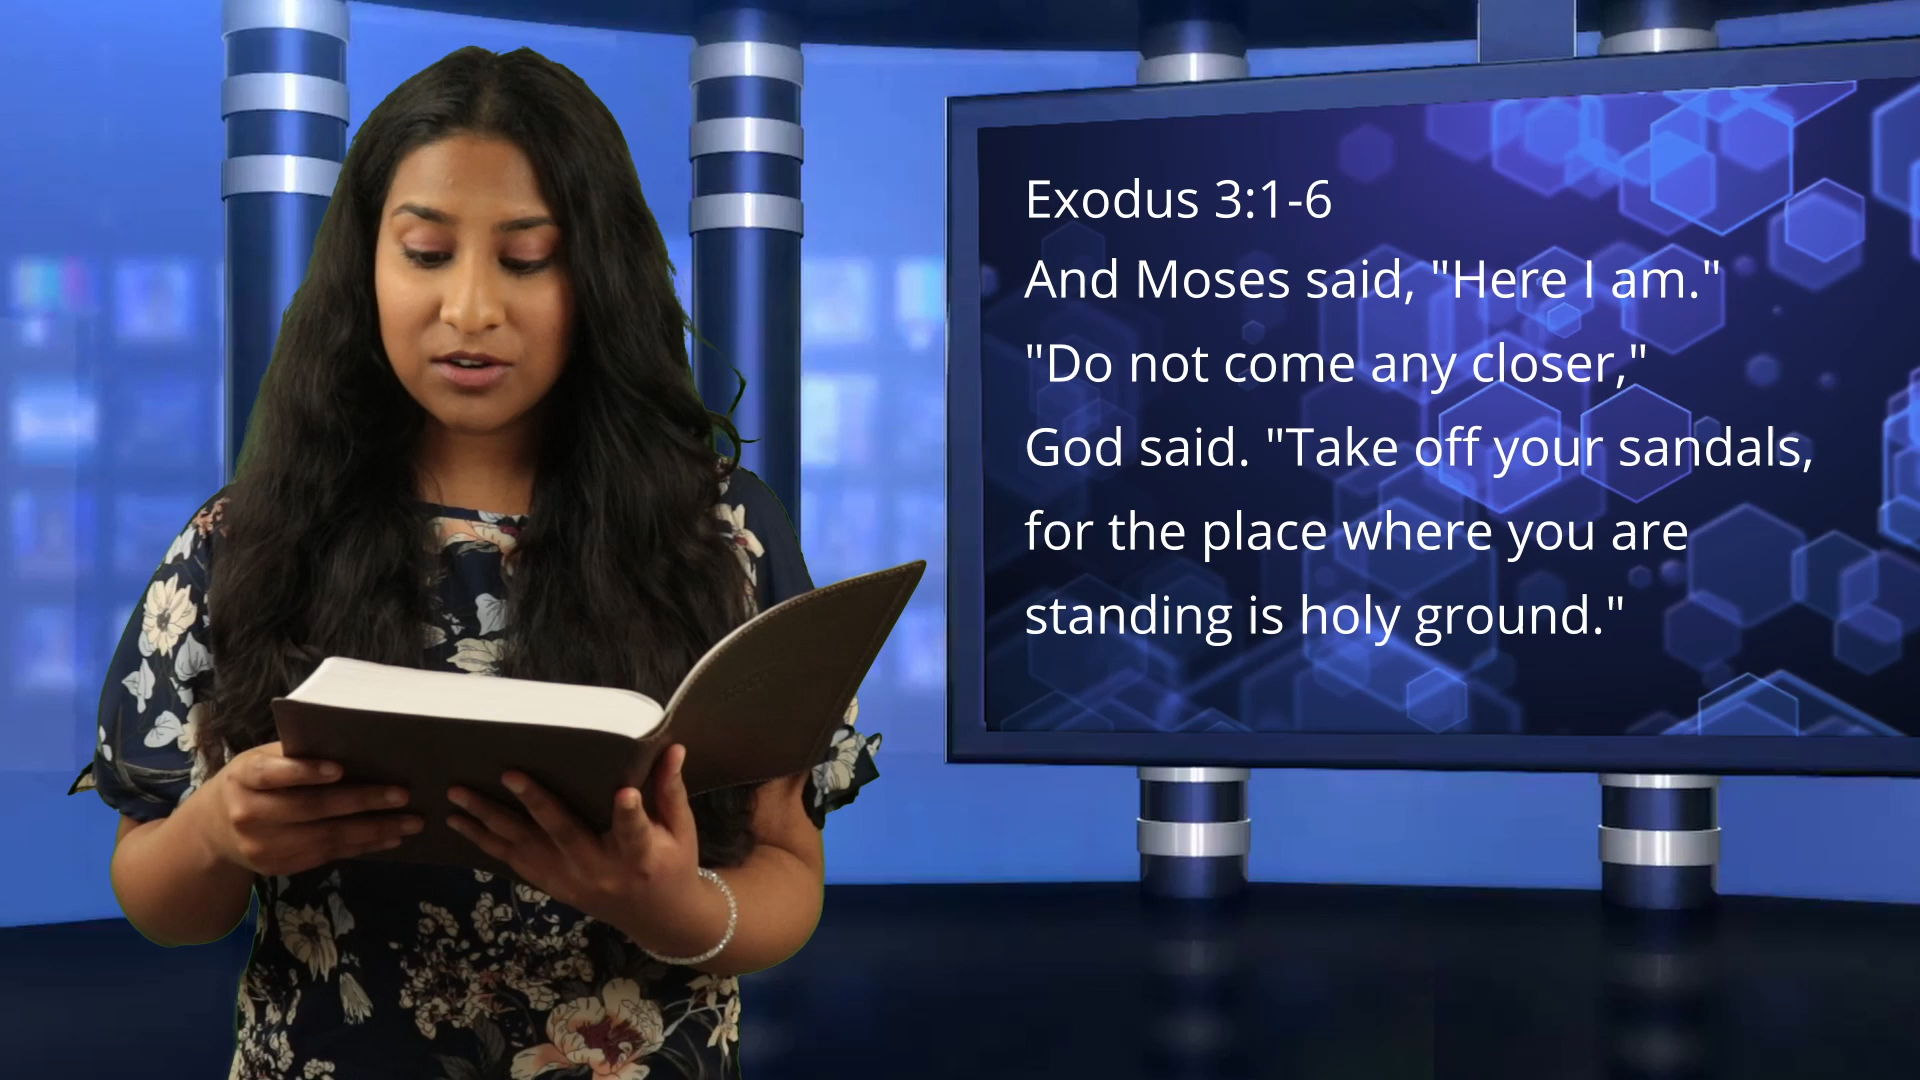 Exodus 3:1-6
And Moses said, "Here I am."
"Do not come any closer,"
God said. "Take off your sandals,
for the place where you are
standing is holy ground."